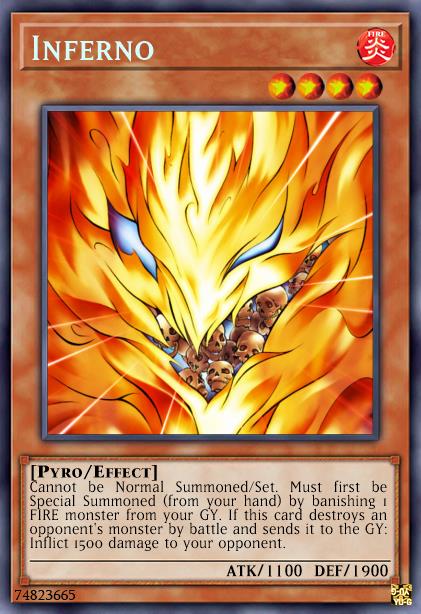 INFERNO
FIRE
炎
[PYRO/EFFECT]
Cannot be Normal Summoned/Set. Must first be
Special Summoned (from your hand) by banishing 1
FIRE monster from your GY. If this card destroys an
opponent's monster by battle and sends it to the GY:
Inflict 1500 damage to your opponent.
ATK/1100 DEF/1900
74823665